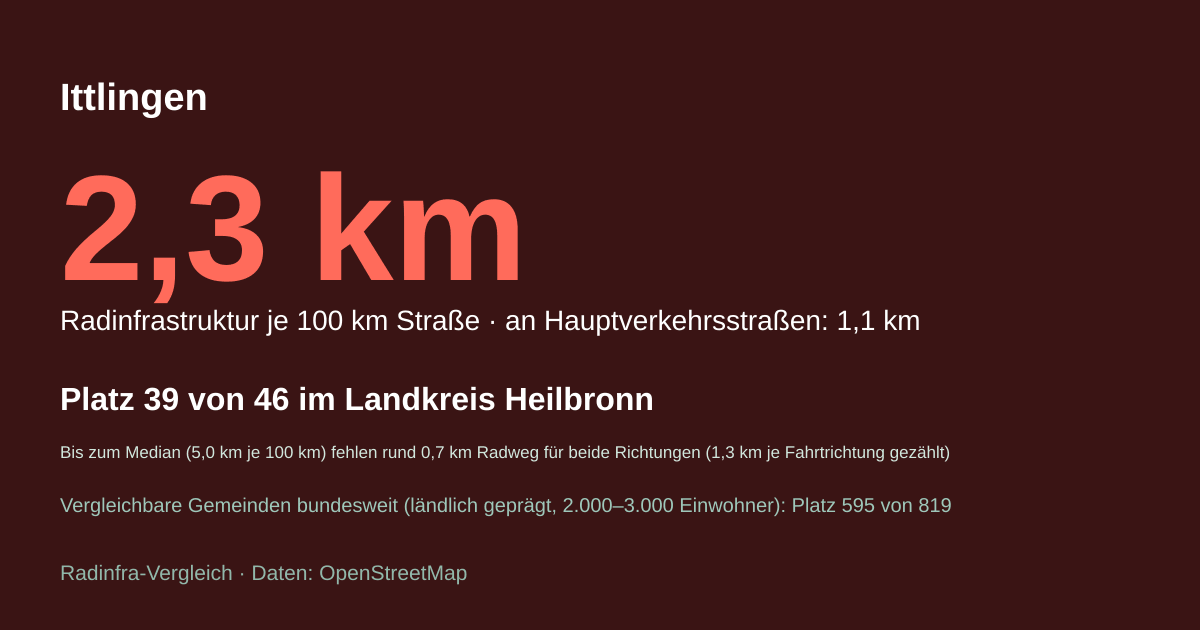 Ittlingen
2,3 km
Radinfrastruktur je 100 km Straße · an Hauptverkehrsstraßen: 1,1 km
Platz 39 von 46 im Landkreis Heilbronn
Bis zum Median (5,0 km je 100 km) fehlen rund 0,7 km Radweg für beide Richtungen (1,3 km je Fahrtrichtung gezählt)
Vergleichbare Gemeinden bundesweit (ländlich geprägt, 2.000–3.000 Einwohner): Platz 595 von 819
Radinfra-Vergleich · Daten: OpenStreetMap